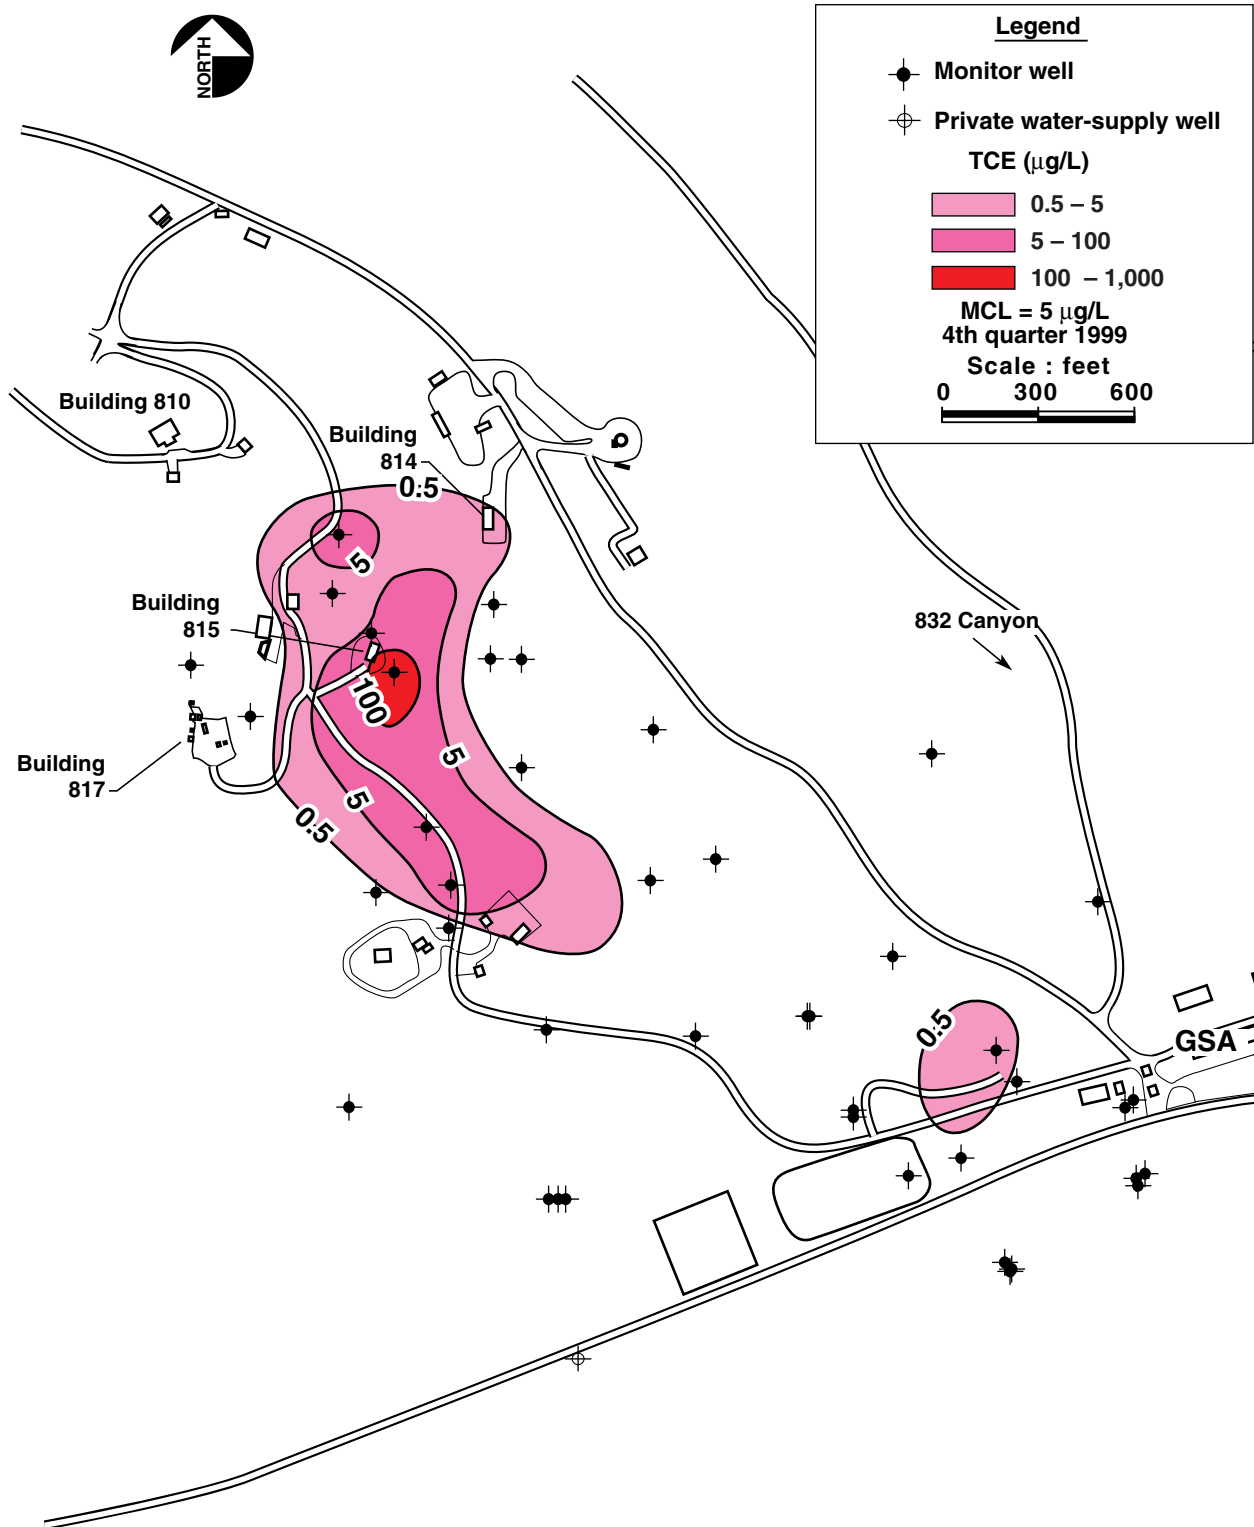 NORTH
Legend
Monitor well
Private water-supply well
TCE (µg/L)
0.5 – 5
5 – 100
100 – 1,000
MCL = 5 µg/L
4th quarter 1999
Scale : feet
0 300 600
Building 810
Building
814
0.5
5
Building
815
832 Canyon
100
5
Building
817
5
0.5
0.5
GSA